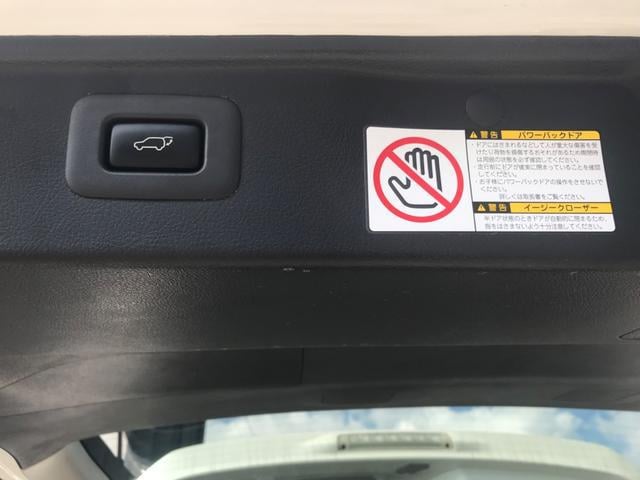 警告 パワーバックドア
・ドアにはさまれるなどして人が重大な傷害を受
けたり荷物を損傷するおそれがあるため開閉時
は周囲の状態を必ず確認してください。
・走行前にドアが確実に閉まっていることを確認
してください。
・お子様にパワーバックドアの操作をさせないで
ください。
詳しくは取扱書をご覧ください。
警告 イージークローザー
半ドア状態のときドアが自動的に閉まるため、
指をはさまないよう十分注意してください。